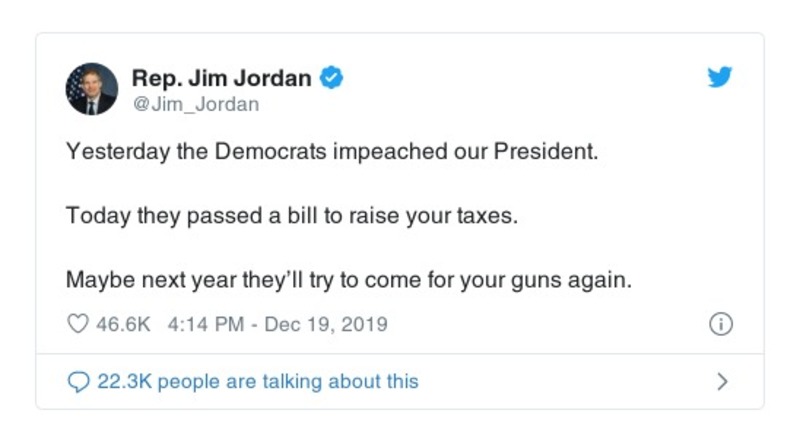 Rep. Jim Jordan
@Jim_Jordan
Yesterday the Democrats impeached our President.
Today they passed a bill to raise your taxes.
Maybe next year they’ll try to come for your guns again.
46.6K 4:14 PM - Dec 19, 2019
22.3K people are talking about this